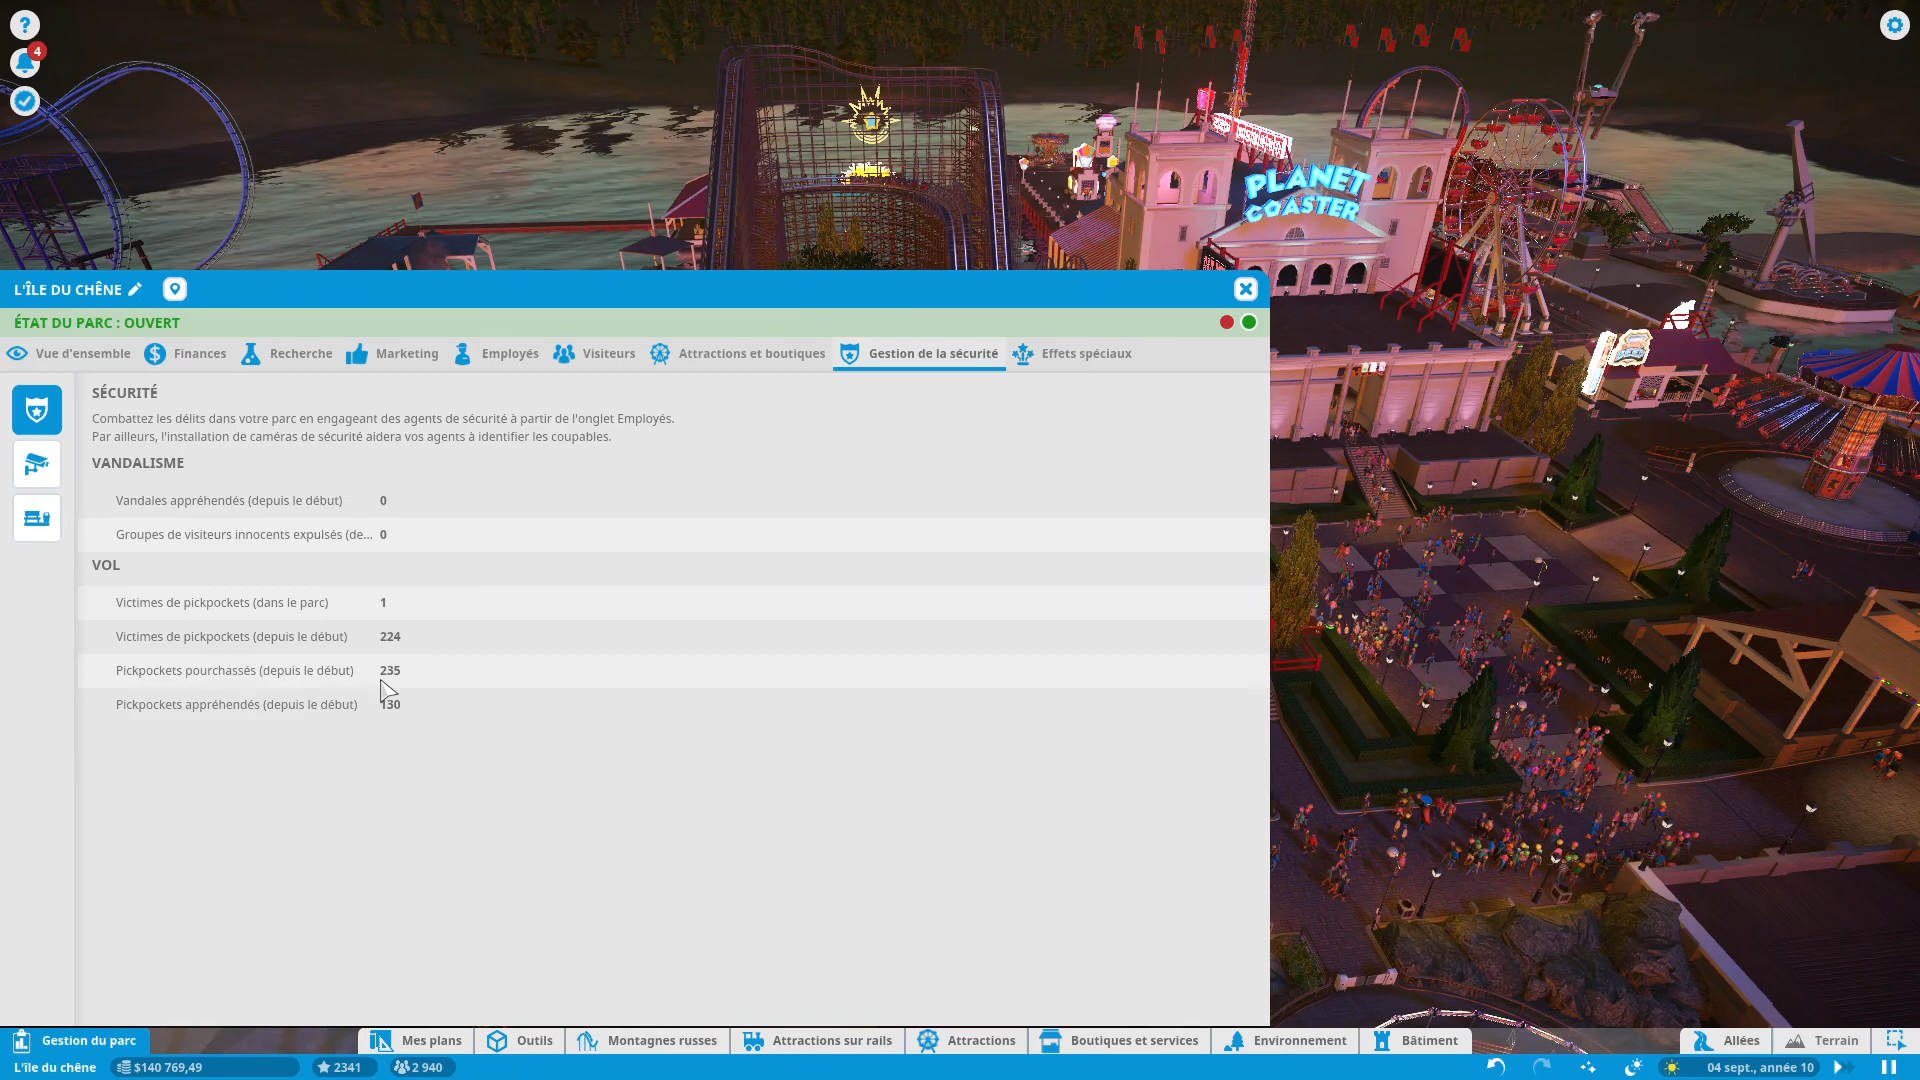 ?
4
PLANET
COASTER
L'ÎLE DU CHÊNE
ÉTAT DU PARC : OUVERT
Vue d'ensemble
Finances
Recherche
Marketing
Employés
Visiteurs
Attractions et boutiques
Gestion de la sécurité
Effets spéciaux
SÉCURITÉ
Combattez les délits dans votre parc en engageant des agents de sécurité à partir de l'onglet Employés.
Par ailleurs, l'installation de caméras de sécurité aidera vos agents à identifier les coupables.
VANDALISME
Vandales appréhendés (depuis le début) 0
Groupes de visiteurs innocents expulsés (de... 0
VOL
Victimes de pickpockets (dans le parc) 1
Victimes de pickpockets (depuis le début) 224
Pickpockets pourchassés (depuis le début) 235
Pickpockets appréhendés (depuis le début) 130
Gestion du parc
Mes plans
Outils
Montagnes russes
Attractions sur rails
Attractions
Boutiques et services
Environnement
Bâtiment
Allées
Terrain
L'île du chêne
$140 769,49
2341
2 940
04 sept., année 10